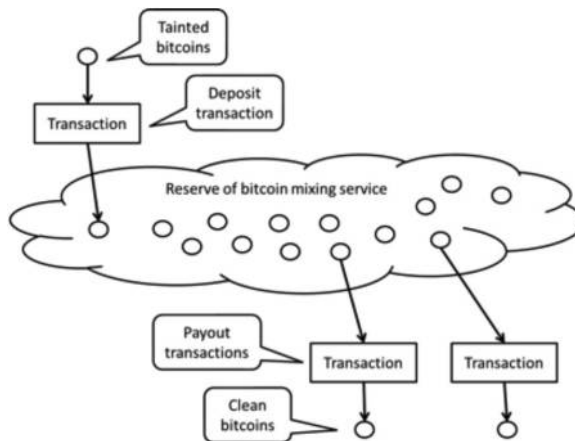 Tainted
bitcoins
Deposit
transaction
Transaction
Reserve of bitcoin mixing service
Payout
transactions
Transaction
Transaction
Clean
bitcoins